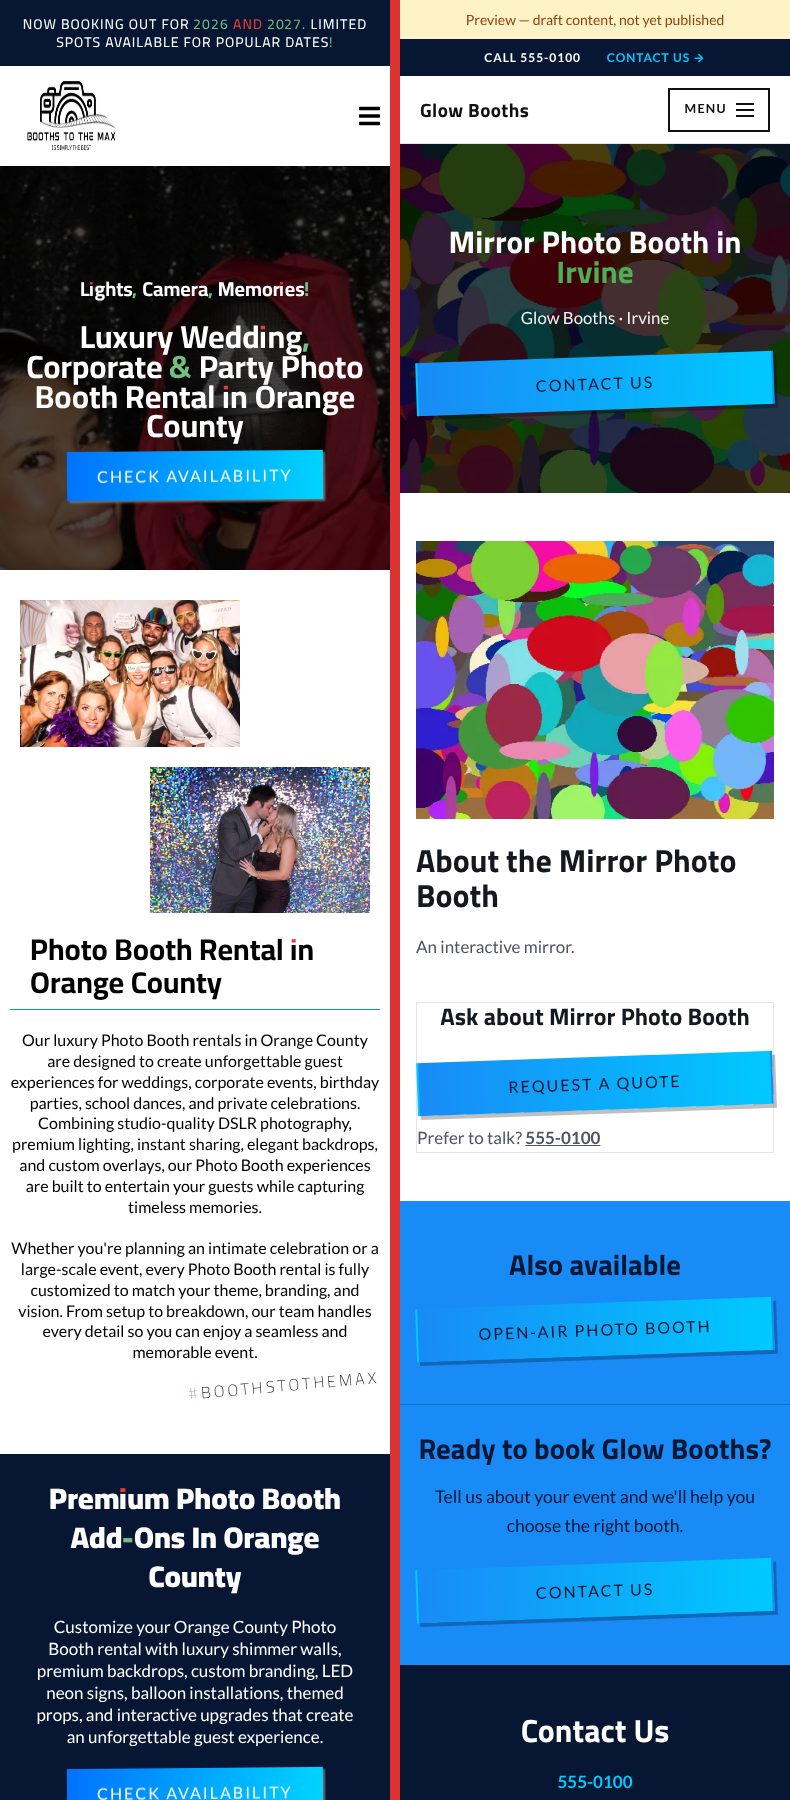 NOW BOOKING OUT FOR 2026 AND 2027. LIMITED
SPOTS AVAILABLE FOR POPULAR DATES!
BOOTHS TO THE MAX
Lights, Camera, Memories!
Luxury Wedding,
Corporate & Party Photo
Booth Rental in Orange
County
CHECK AVAILABILITY
Photo Booth Rental in
Orange County
Our luxury Photo Booth rentals in Orange County
are designed to create unforgettable guest
experiences for weddings, corporate events, birthday
parties, school dances, and private celebrations.
Combining studio-quality DSLR photography,
premium lighting, instant sharing, elegant backdrops,
and custom overlays, our Photo Booth experiences
are built to entertain your guests while capturing
timeless memories.
Whether you're planning an intimate celebration or a
large-scale event, every Photo Booth rental is fully
customized to match your theme, branding, and
vision. From setup to breakdown, our team handles
every detail so you can enjoy a seamless and
memorable event.
#BOOTHSTOTHEMAX
Premium Photo Booth
Add-Ons In Orange
County
Customize your Orange County Photo
Booth rental with luxury shimmer walls,
premium backdrops, custom branding, LED
neon signs, balloon installations, themed
props, and interactive upgrades that create
an unforgettable guest experience.
CHECK AVAILABILITY
Preview — draft content, not yet published
CALL 555-0100 CONTACT US →
Glow Booths
MENU
Mirror Photo Booth in
Irvine
Glow Booths · Irvine
CONTACT US
About the Mirror Photo
Booth
An interactive mirror.
Ask about Mirror Photo Booth
REQUEST A QUOTE
Prefer to talk? 555-0100
Also available
OPEN-AIR PHOTO BOOTH
Ready to book Glow Booths?
Tell us about your event and we'll help you
choose the right booth.
CONTACT US
Contact Us
555-0100